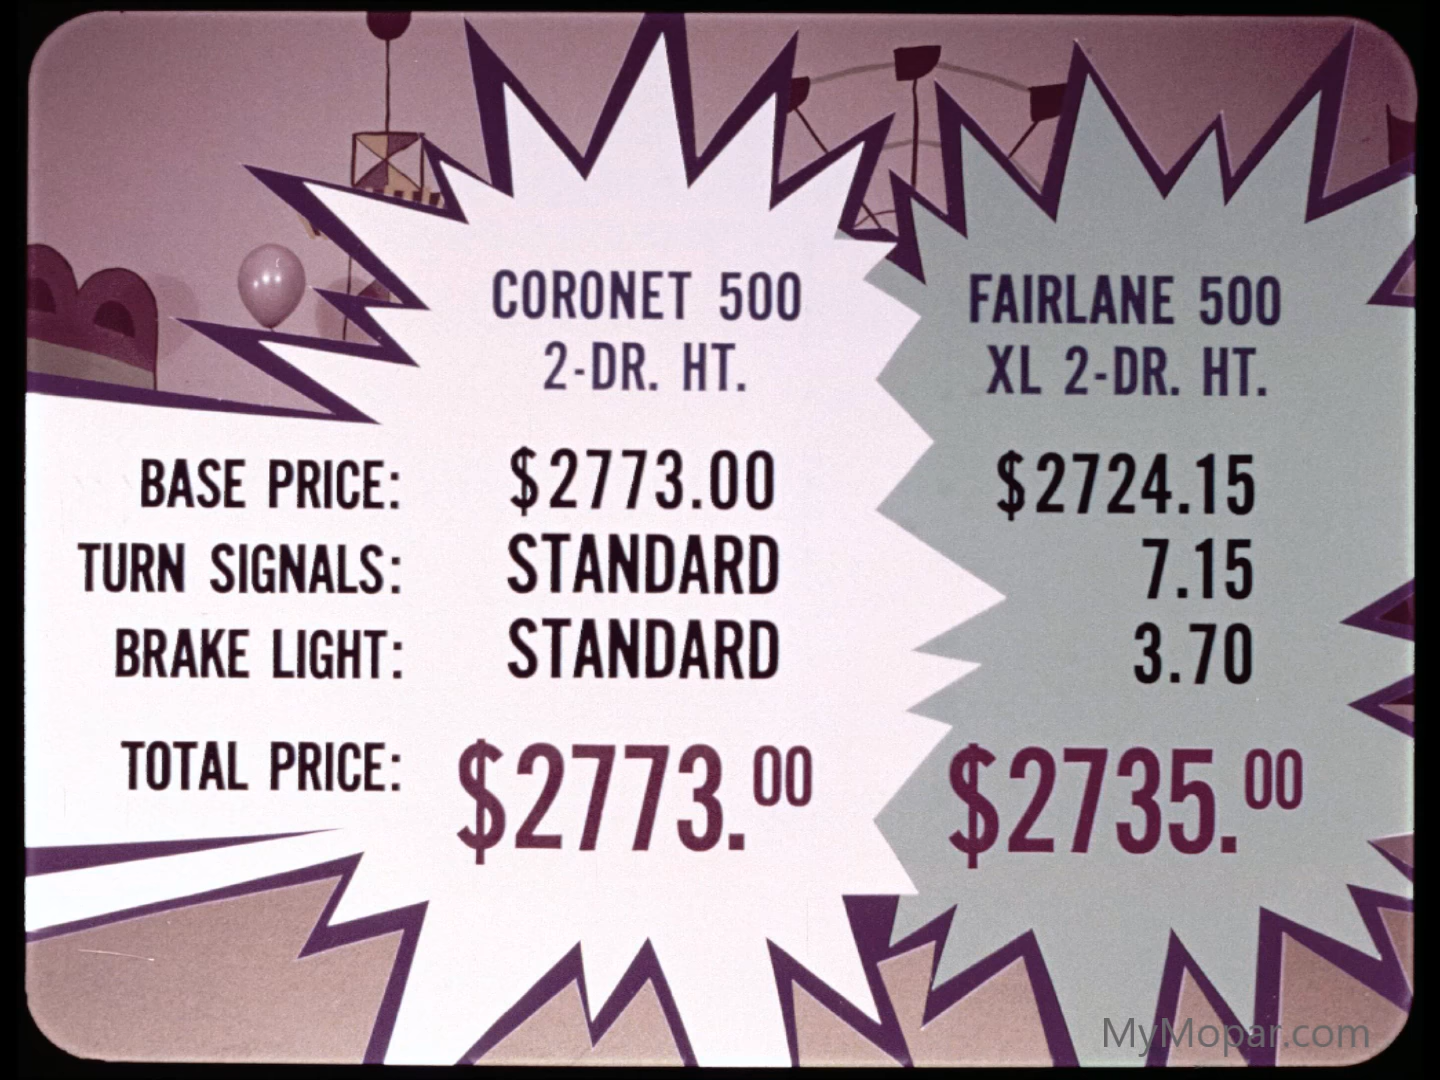 CORONET 500 FAIRLANE 500
2-DR. HT. XL 2-DR. HT.
BASE PRICE: $2773.00 $2724.15
TURN SIGNALS: STANDARD 7.15
BRAKE LIGHT: STANDARD 3.70
TOTAL PRICE: $2773.00 $2735.00
MyMopar.com